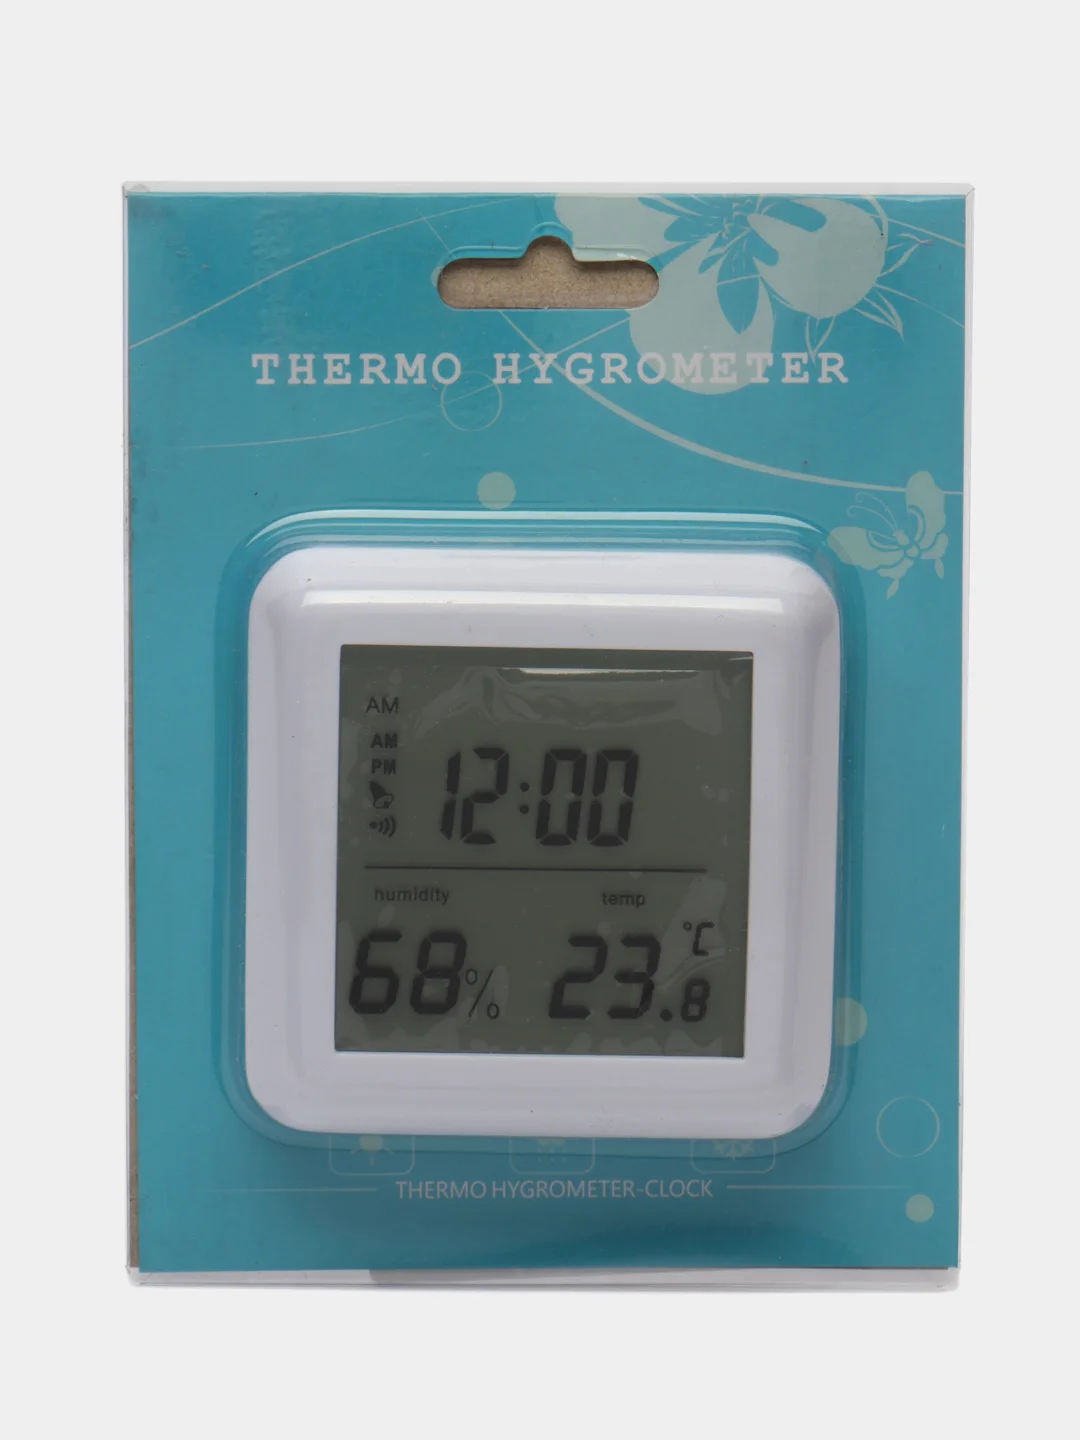 THERMO HYGROMETER
AM
AM
PM
12:00
humidity
temp
68%
23.8 °C
THERMO HYGROMETER-CLOCK